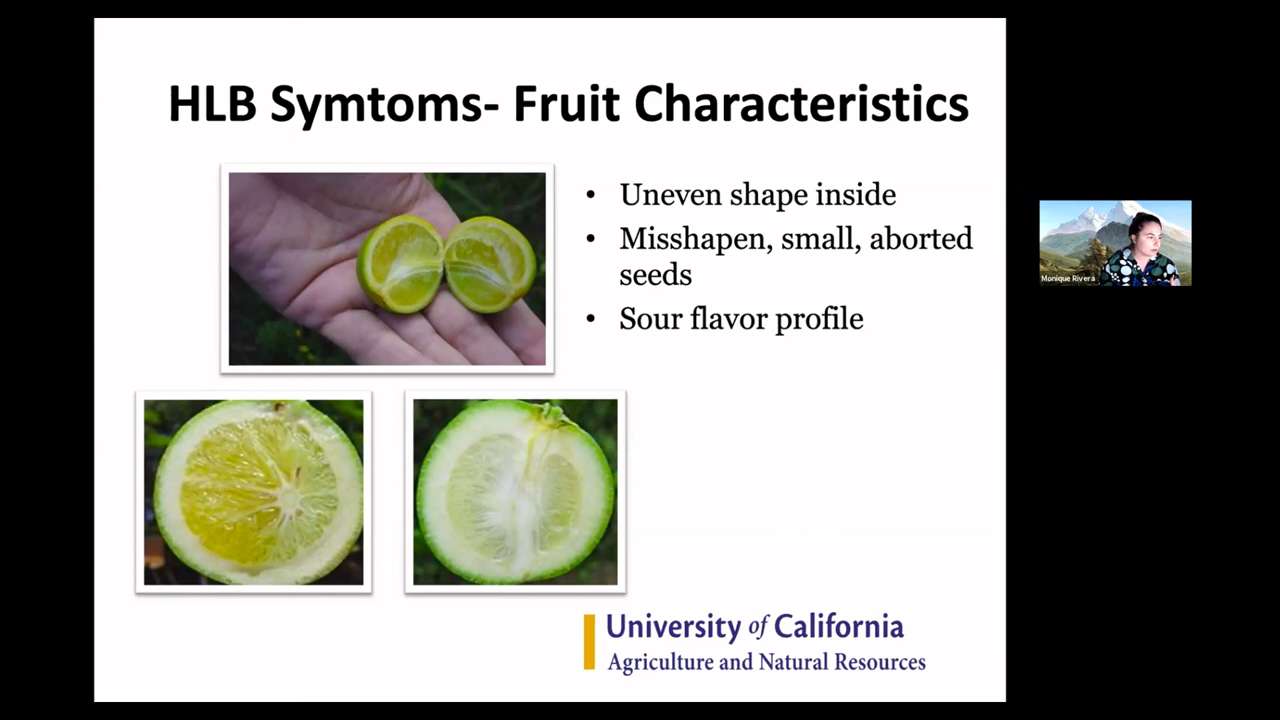 HLB Symtoms- Fruit Characteristics
• Uneven shape inside
• Misshapen, small, aborted
seeds
• Sour flavor profile
Monique Rivera
University of California
Agriculture and Natural Resources